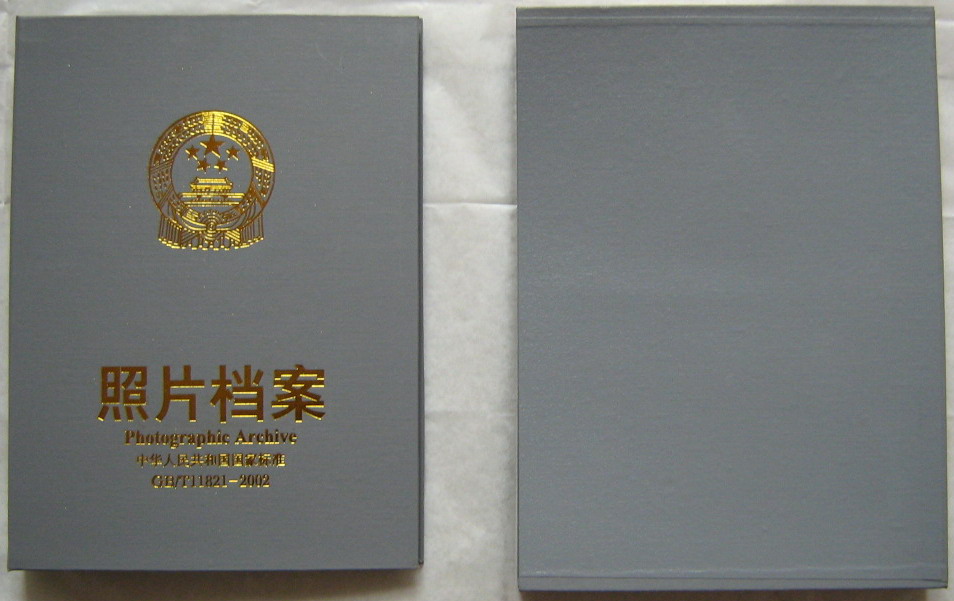 照片档案
Photographic Archive
中华人民共和国国家标准
GB/T11821-2002